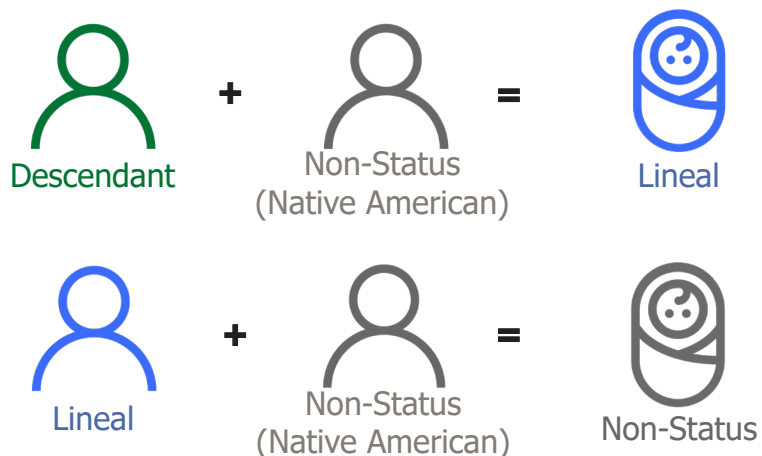 +
=
Descendant
Non-Status
(Native American)
Lineal
+
=
Lineal
Non-Status
(Native American)
Non-Status